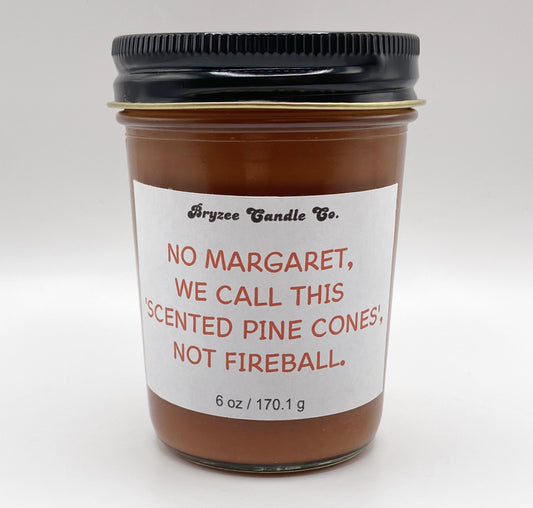 Bryzee Candle Co.
NO MARGARET,
WE CALL THIS
'SCENTED PINE CONES',
NOT FIREBALL.
6 oz / 170.1 g